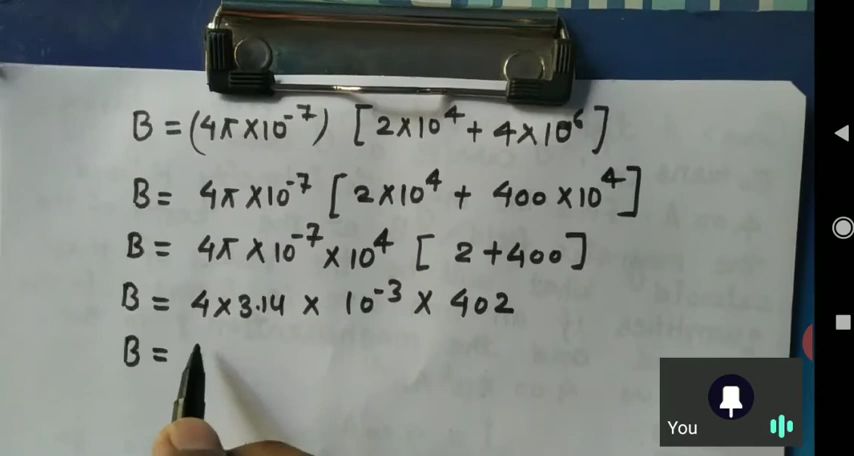 B = (4π×10⁻⁷) [2×10⁴ + 4×10⁶]
B = 4π×10⁻⁷ [2×10⁴ + 400×10⁴]
B = 4π×10⁻⁷×10⁴ [2+400]
B = 4×3.14 × 10⁻³ × 402
B =
You